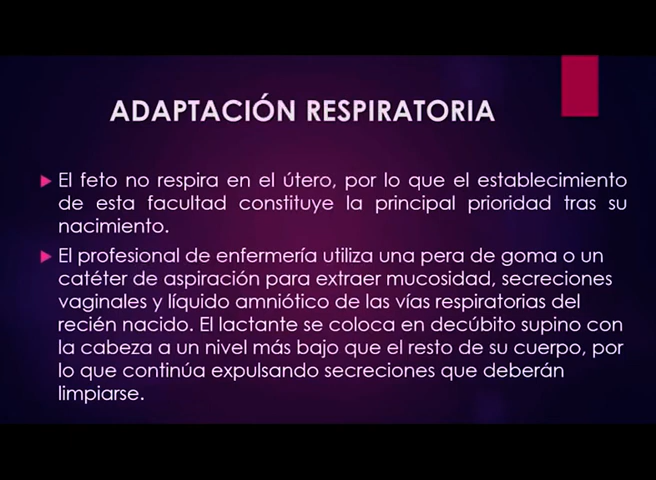 ADAPTACIÓN RESPIRATORIA
El feto no respira en el útero, por lo que el establecimiento
de esta facultad constituye la principal prioridad tras su
nacimiento.
El profesional de enfermería utiliza una pera de goma o un
catéter de aspiración para extraer mucosidad, secreciones
vaginales y líquido amniótico de las vías respiratorias del
recién nacido. El lactante se coloca en decúbito supino con
la cabeza a un nivel más bajo que el resto de su cuerpo, por
lo que continúa expulsando secreciones que deberán
limpiarse.